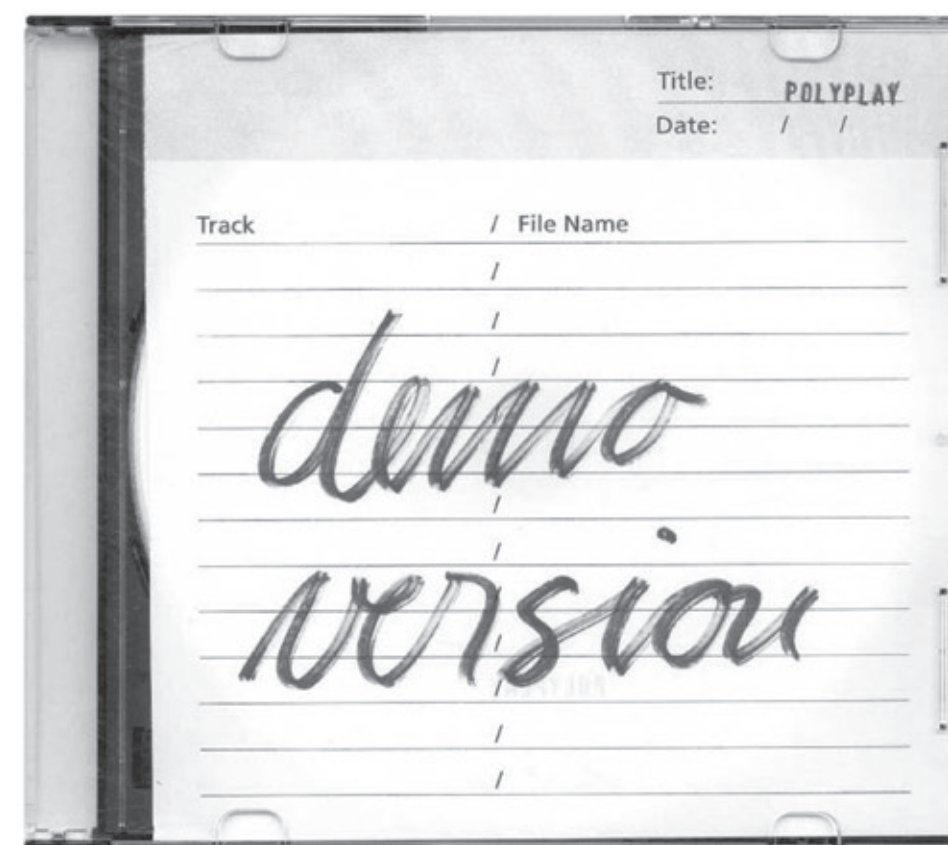 Title: POLYPLAY
Date: / /
Track / File Name
/
/
/
demo
/
/
version
/
/
/
/